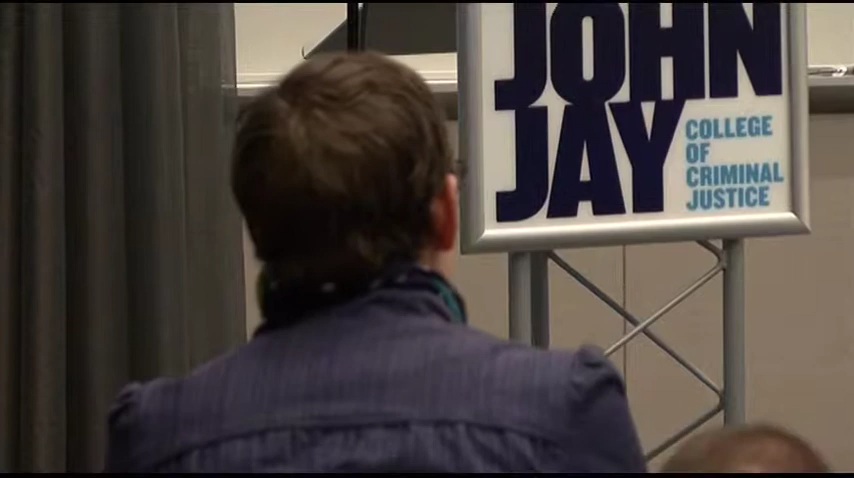 JOHN
JAY
COLLEGE
OF
CRIMINAL
JUSTICE